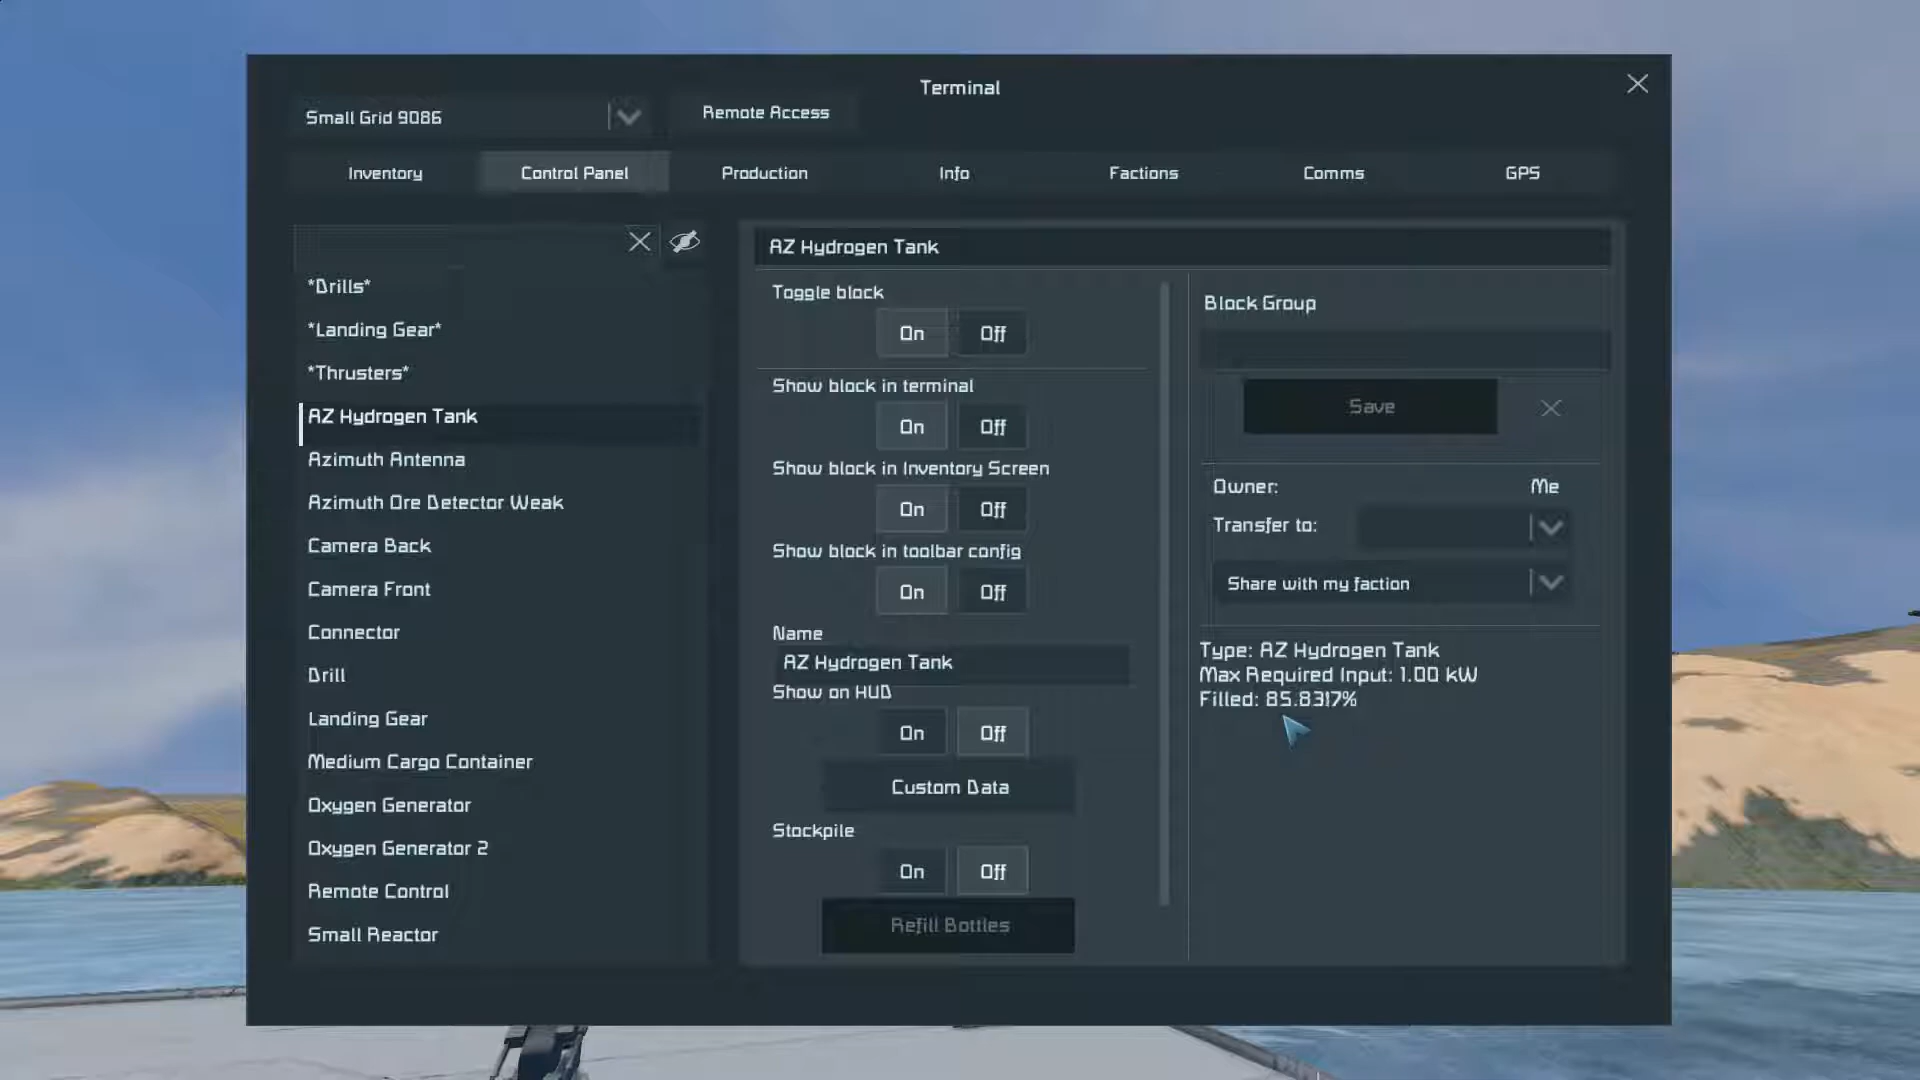 Terminal
Small Grid 9086
Remote Access
Inventory
Control Panel
Production
Info
Factions
Comms
GPS
*Drills*
*Landing Gear*
*Thrusters*
AZ Hydrogen Tank
Azimuth Antenna
Azimuth Ore Detector Weak
Camera Back
Camera Front
Connector
Drill
Landing Gear
Medium Cargo Container
Oxygen Generator
Oxygen Generator 2
Remote Control
Small Reactor
AZ Hydrogen Tank
Toggle block
On Off
Show block in terminal
On Off
Show block in Inventory Screen
On Off
Show block in toolbar config
On Off
Name
AZ Hydrogen Tank
Show on HUD
On Off
Custom Data
Stockpile
On Off
Refill Bottles
Block Group
Save
Owner: Me
Transfer to:
Share with my faction
Type: AZ Hydrogen Tank
Max Required Input: 1.00 kW
Filled: 85.8317%